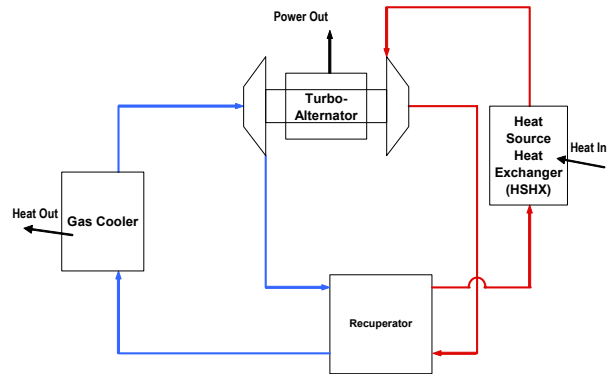 Power Out
Turbo-
Alternator
Heat
Source
Heat
Exchanger
(HSHX)
Heat In
Heat Out
Gas Cooler
Recuperator